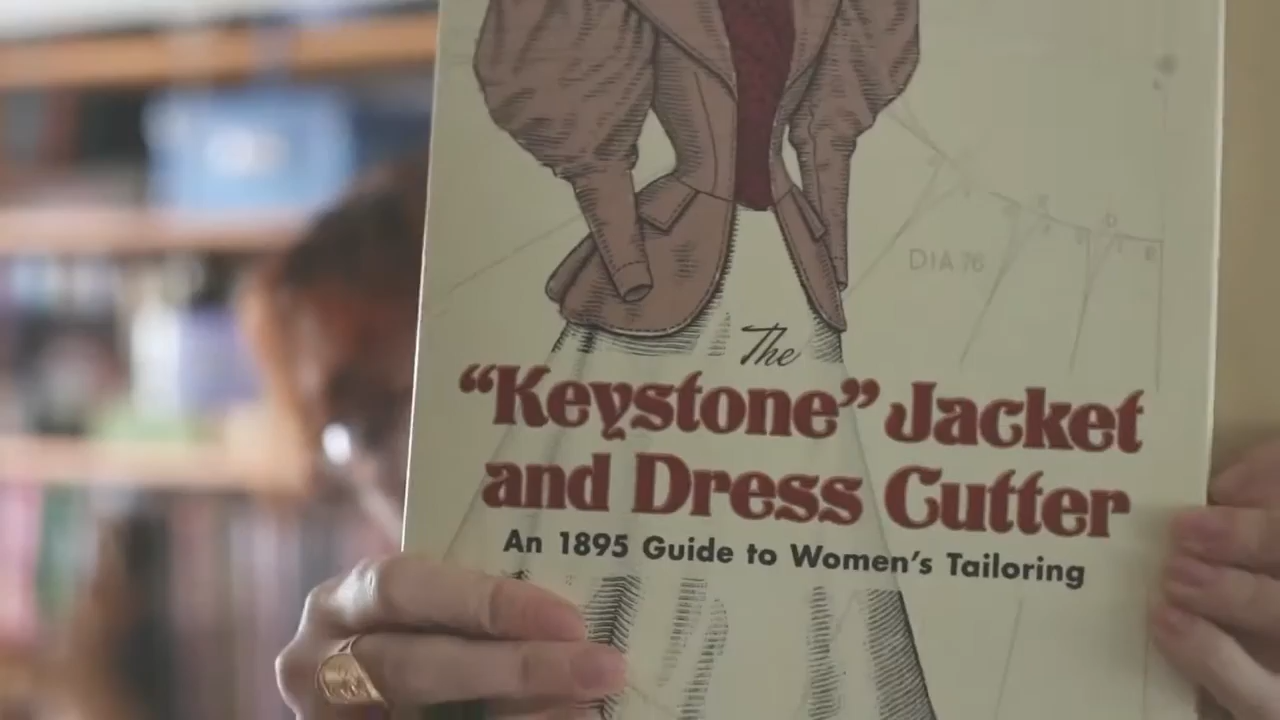 DIA 76
The
“Keystone” Jacket
and Dress Cutter
An 1895 Guide to Women's Tailoring